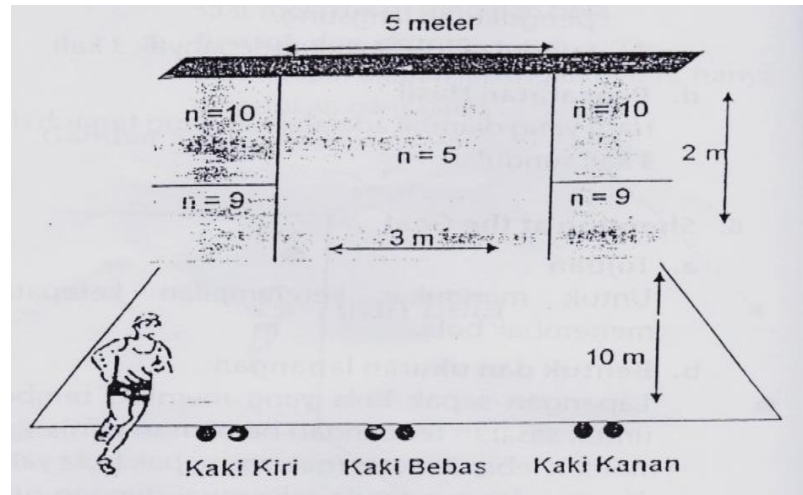 5 meter
n = 10
n = 10
n = 5
2 m
n = 9
n = 9
3 m
10 m
Kaki Kiri
Kaki Bebas
Kaki Kanan